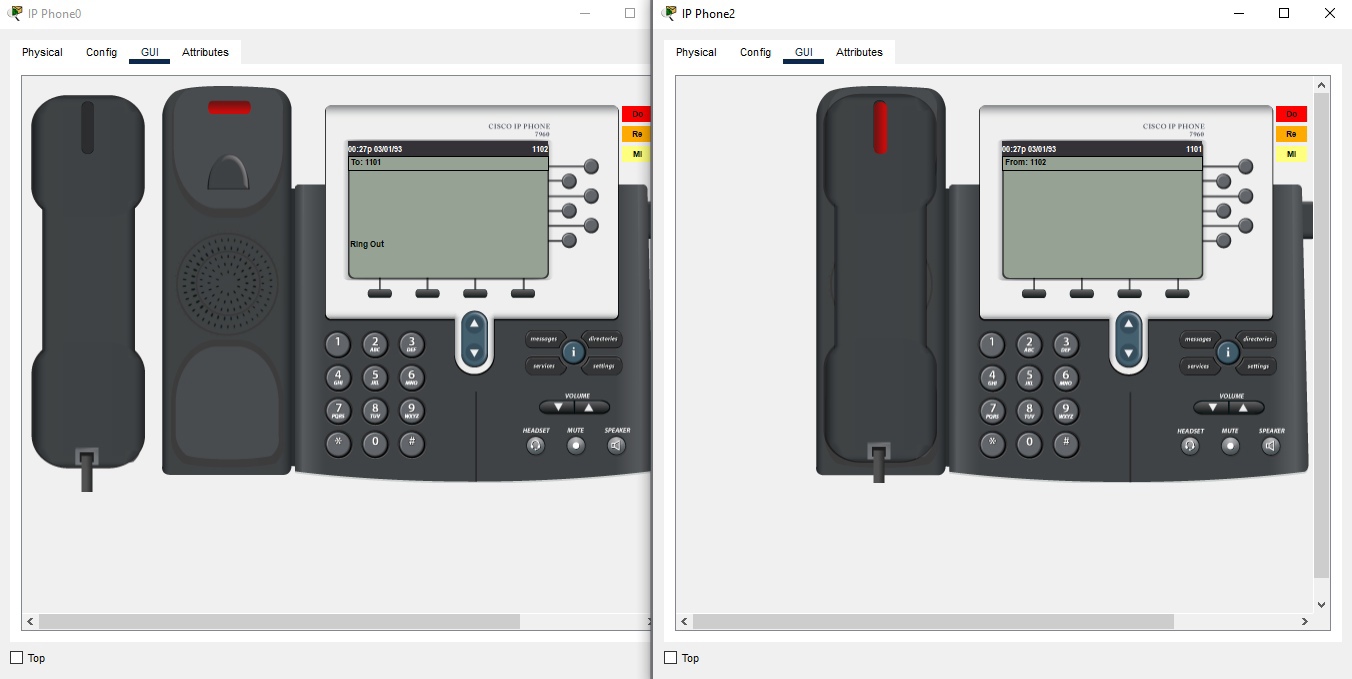 IP Phone0
Physical Config GUI Attributes
CISCO IP PHONE
7960
00:27p 03/01/93 1102
To: 1101
Ring Out
Do
Re
MI
1 2 ABC 3 DEF
4 GHI 5 JKL 6 MNO
7 PQRS 8 TUV 9 WXYZ
* 0 #
messages directories
i
services settings
VOLUME
HEADSET MUTE SPEAKER
Top
IP Phone2
Physical Config GUI Attributes
CISCO IP PHONE
7960
00:27p 03/01/93 1101
From: 1102
Do
Re
MI
1 2 ABC 3 DEF
4 GHI 5 JKL 6 MNO
7 PQRS 8 TUV 9 WXYZ
* 0 #
messages directories
i
services settings
VOLUME
HEADSET MUTE SPEAKER
Top